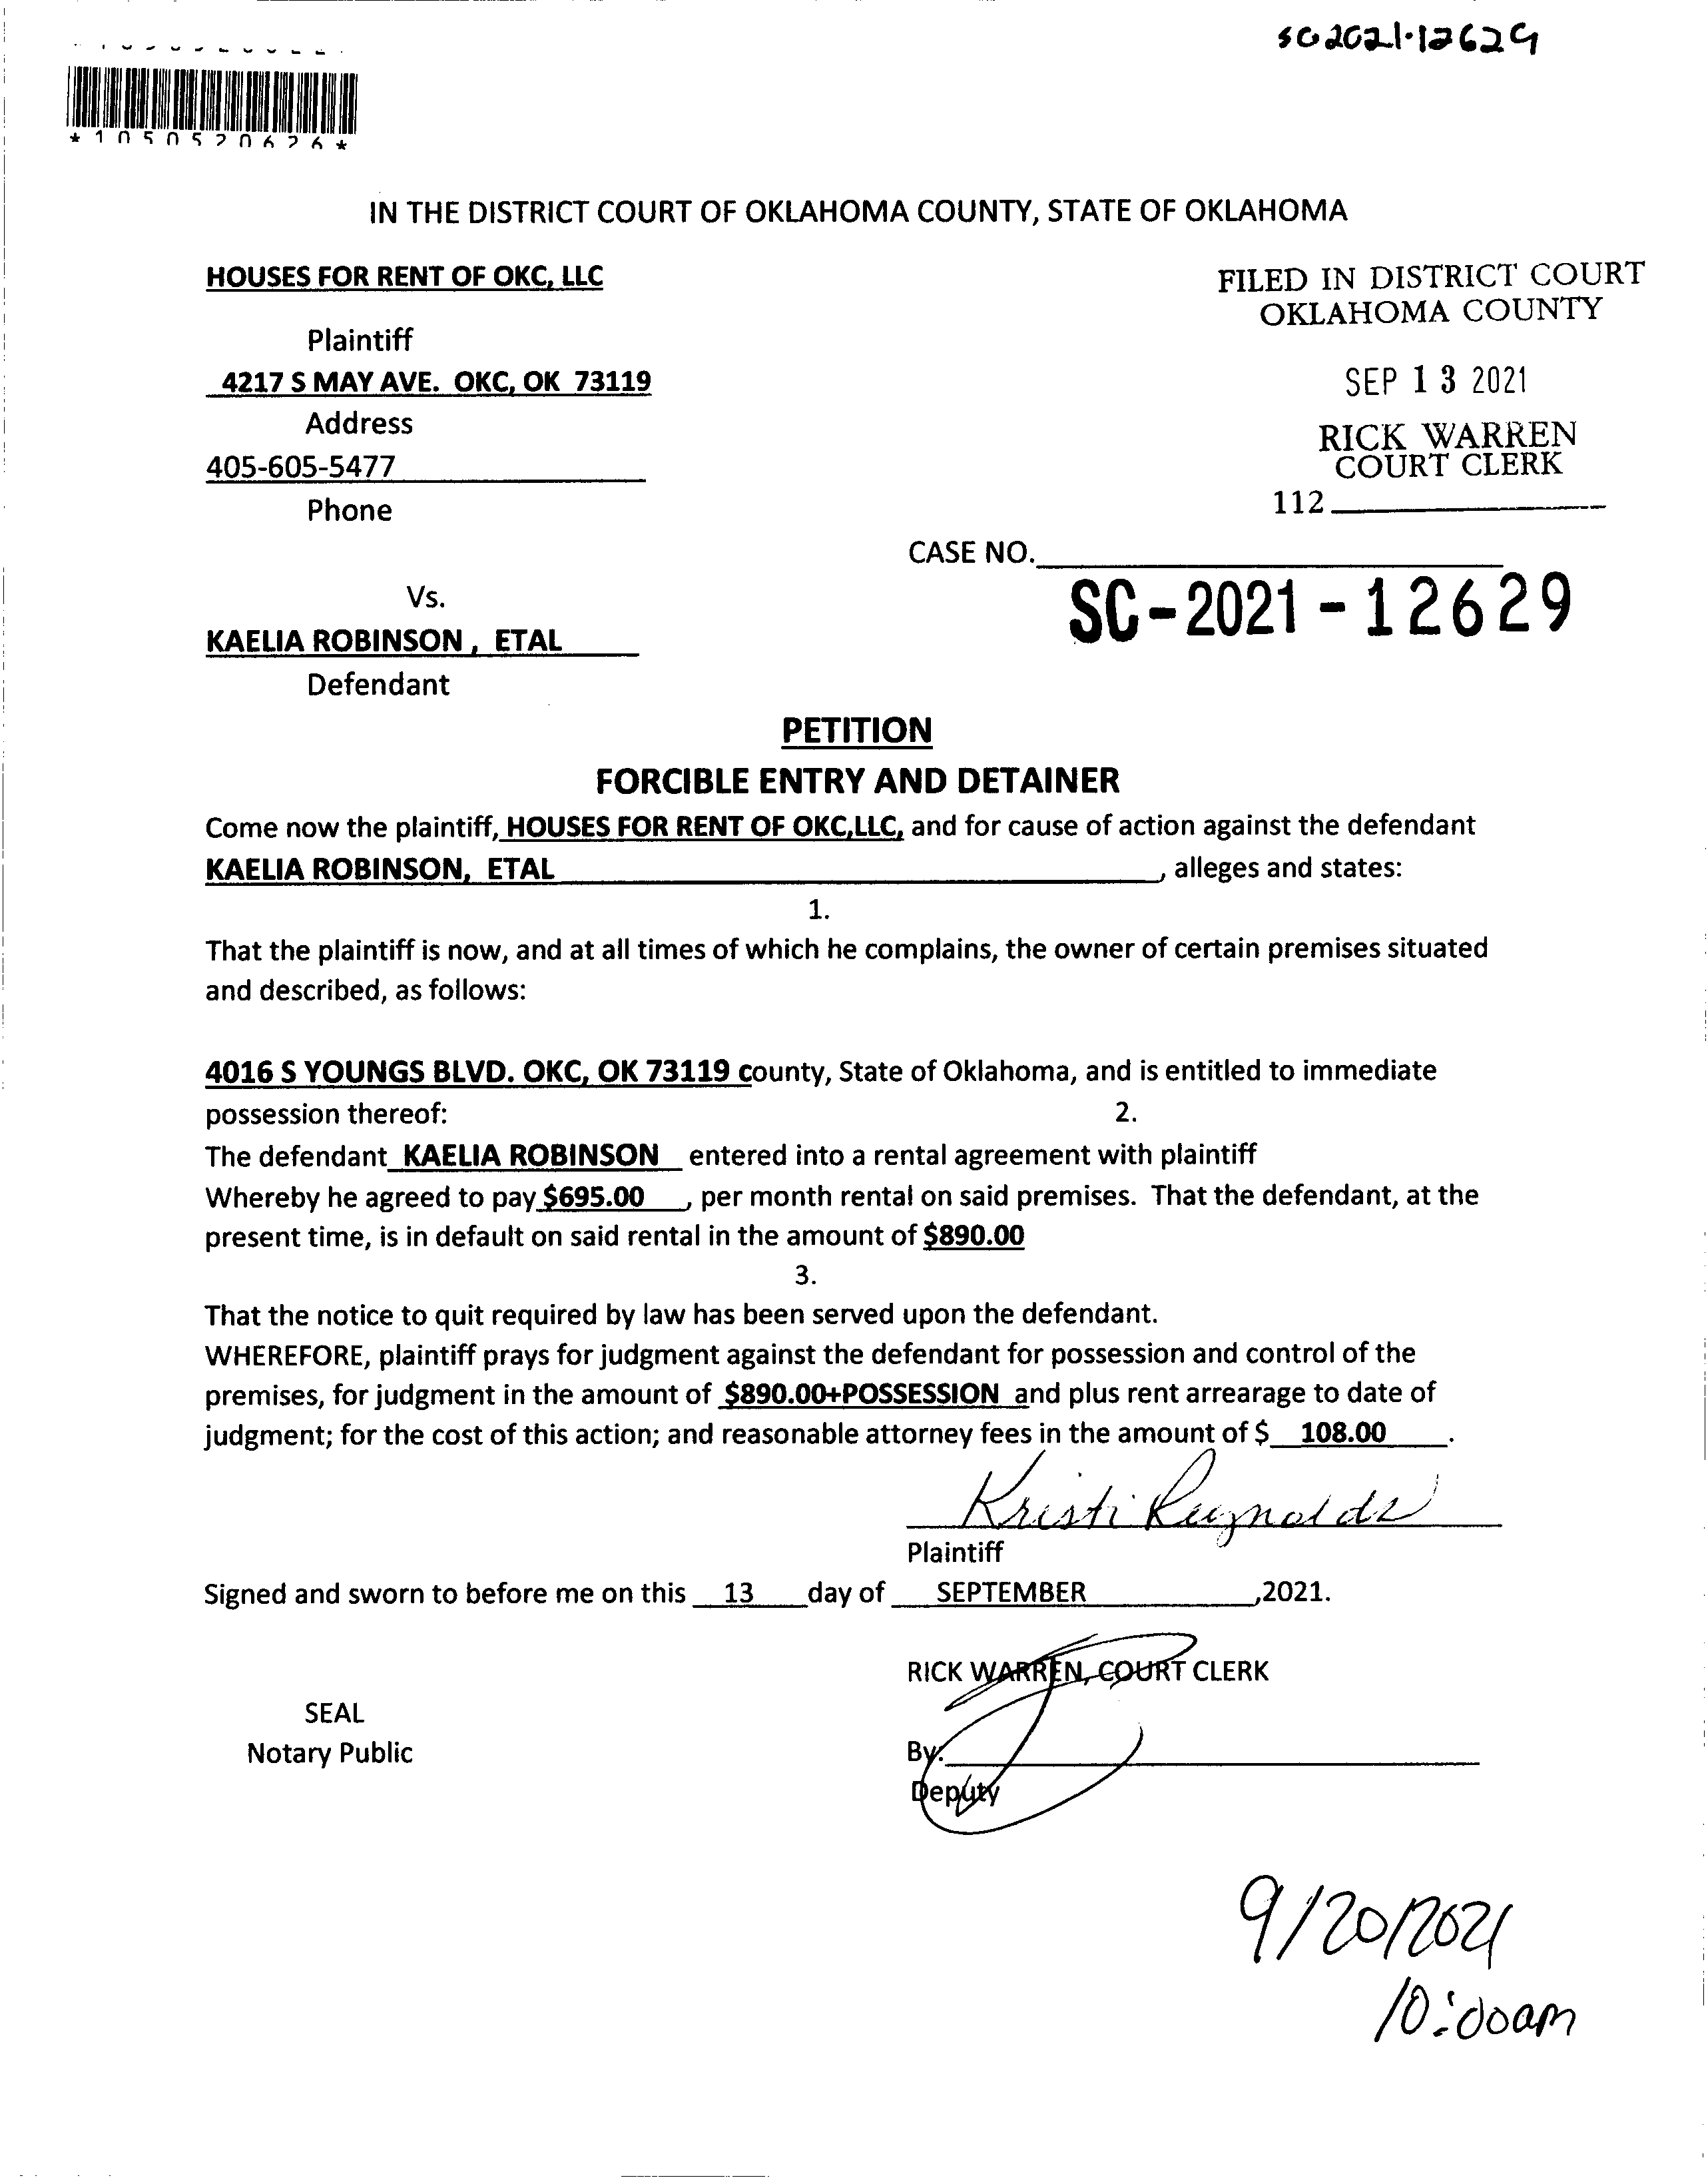 SC2021-12629
*1050520626*
IN THE DISTRICT COURT OF OKLAHOMA COUNTY, STATE OF OKLAHOMA
HOUSES FOR RENT OF OKC, LLC
Plaintiff
4217 S MAY AVE. OKC, OK 73119
Address
405-605-5477
Phone
FILED IN DISTRICT COURT
OKLAHOMA COUNTY
SEP 13 2021
RICK WARREN
COURT CLERK
112
CASE NO.
SC-2021-12629
Vs.
KAELIA ROBINSON , ETAL
Defendant
PETITION
FORCIBLE ENTRY AND DETAINER
Come now the plaintiff, HOUSES FOR RENT OF OKC,LLC, and for cause of action against the defendant
KAELIA ROBINSON, ETAL , alleges and states:
1.
That the plaintiff is now, and at all times of which he complains, the owner of certain premises situated
and described, as follows:
4016 S YOUNGS BLVD. OKC, OK 73119 county, State of Oklahoma, and is entitled to immediate
possession thereof: 2.
The defendant KAELIA ROBINSON entered into a rental agreement with plaintiff
Whereby he agreed to pay $695.00 , per month rental on said premises. That the defendant, at the
present time, is in default on said rental in the amount of $890.00
3.
That the notice to quit required by law has been served upon the defendant.
WHEREFORE, plaintiff prays for judgment against the defendant for possession and control of the
premises, for judgment in the amount of $890.00+POSSESSION and plus rent arrearage to date of
judgment; for the cost of this action; and reasonable attorney fees in the amount of $ 108.00 .
Kristi Reynolds
Plaintiff
Signed and sworn to before me on this 13 day of SEPTEMBER ,2021.
RICK WARREN, COURT CLERK
SEAL
Notary Public
By:
Deputy
9/20/2021
10:00am